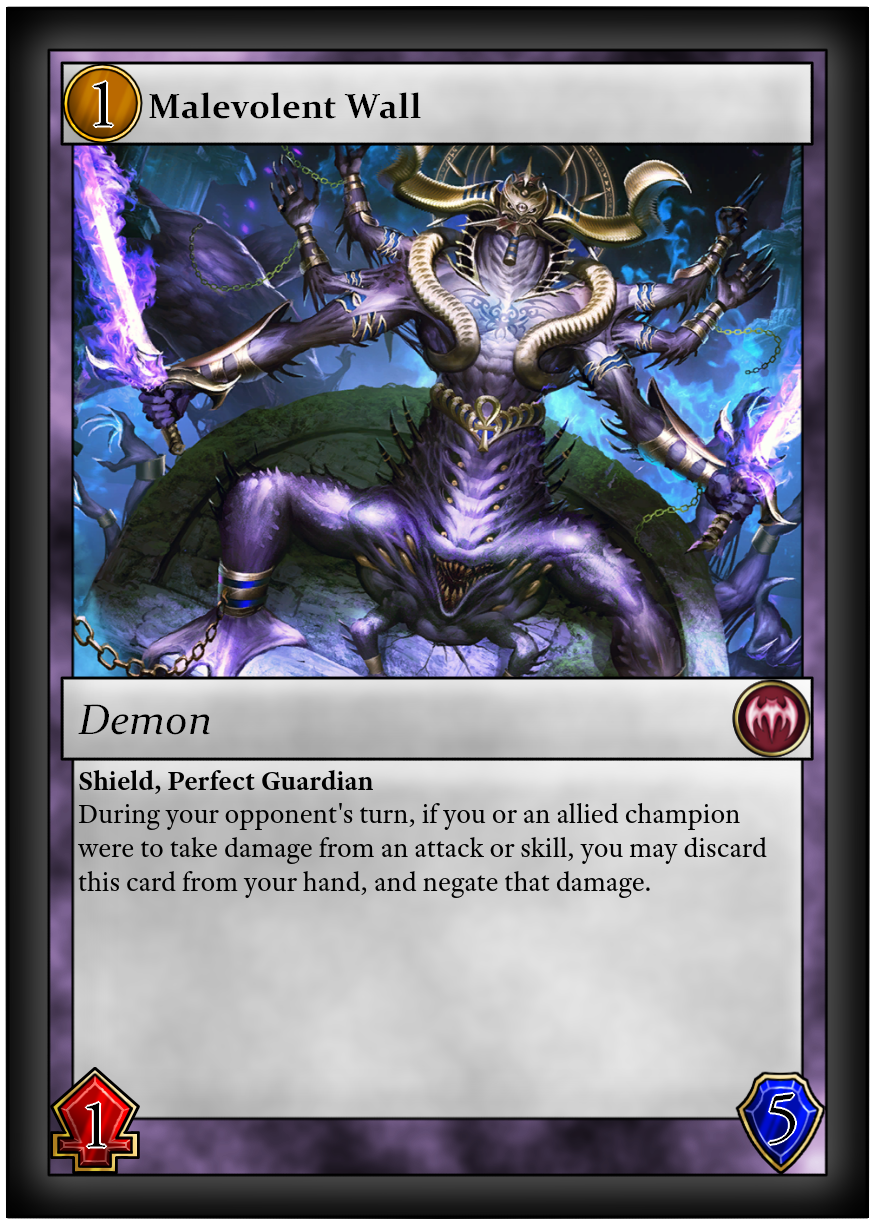 1
Malevolent Wall
Demon
Shield, Perfect Guardian
During your opponent's turn, if you or an allied champion
were to take damage from an attack or skill, you may discard
this card from your hand, and negate that damage.
1
5